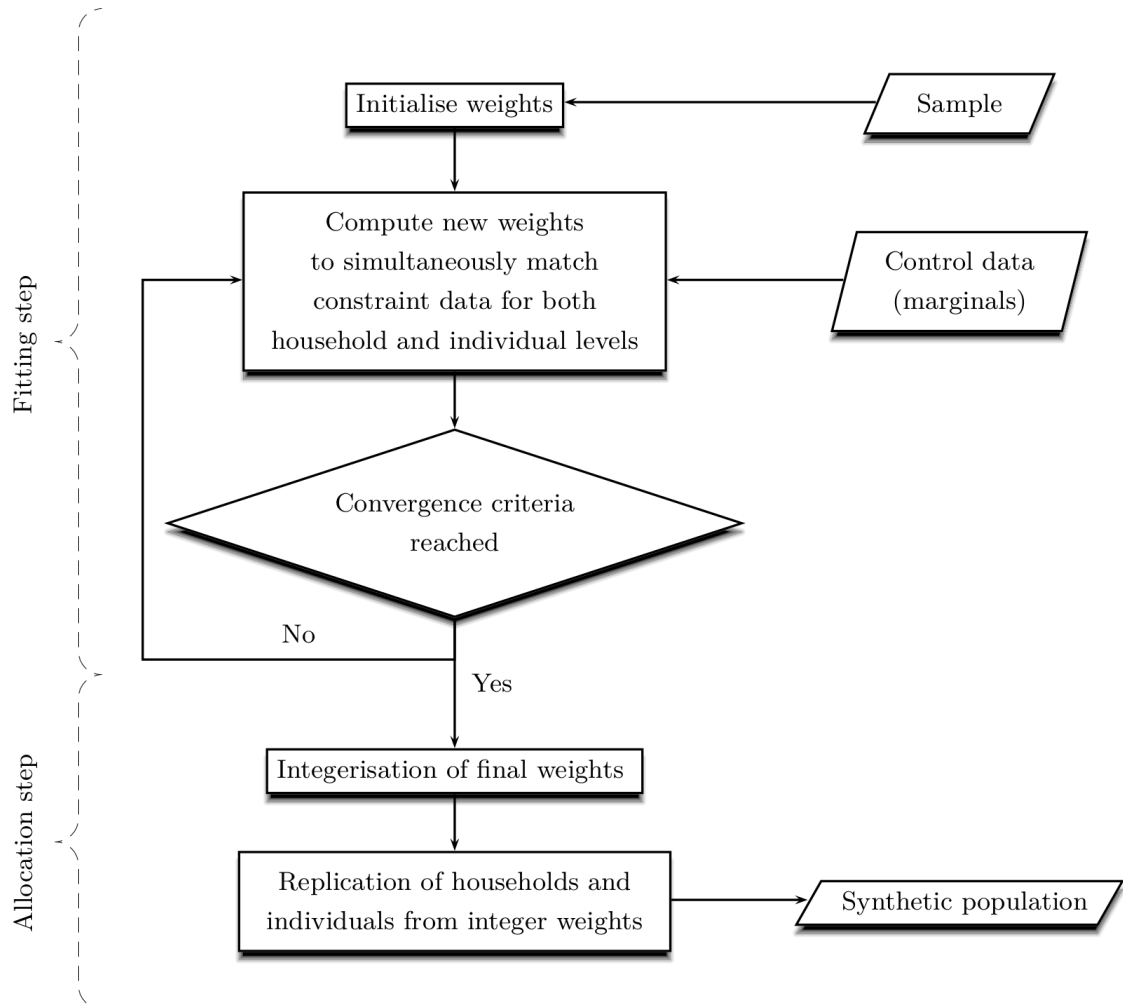 Initialise weights
Sample
Compute new weights
to simultaneously match
constraint data for both
household and individual levels
Control data
(marginals)
Fitting step
Convergence criteria
reached
No
Yes
Integerisation of final weights
Allocation step
Replication of households and
individuals from integer weights
Synthetic population